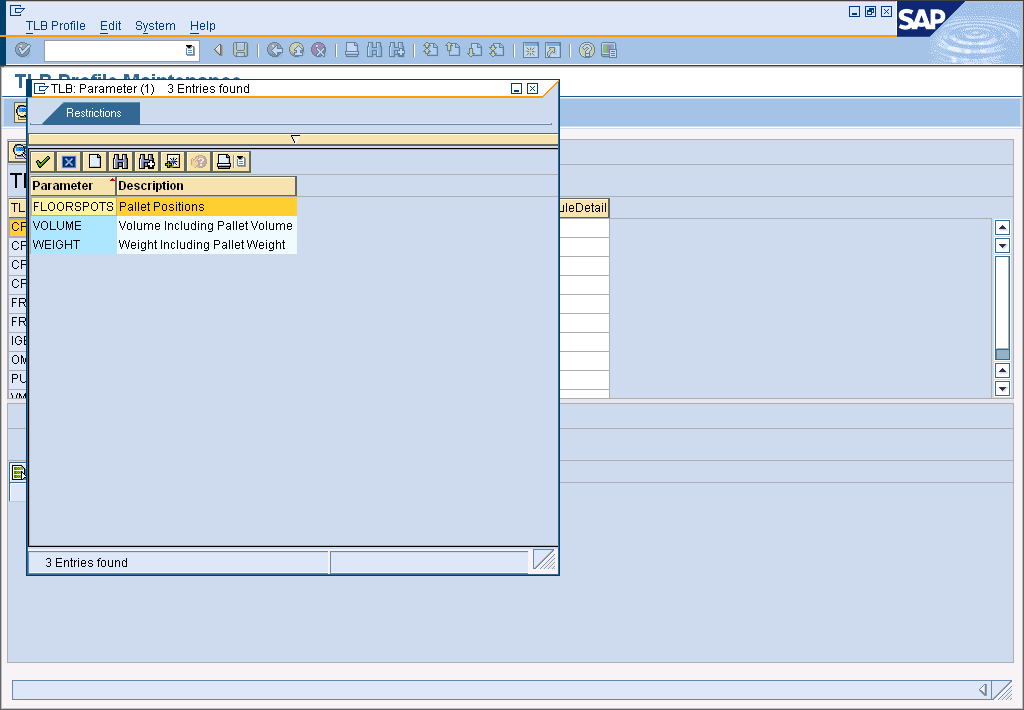 TLB Profile Edit System Help
SAP
TLB Profile Maintenance
TLB: Parameter (1) 3 Entries found
Restrictions
Parameter Description
FLOORSPOTS Pallet Positions
VOLUME Volume Including Pallet Volume
WEIGHT Weight Including Pallet Weight
3 Entries found
TL
TL uleDetail
CF
CF
CF
CF
FR
FR
IGE
OM
PU
VM